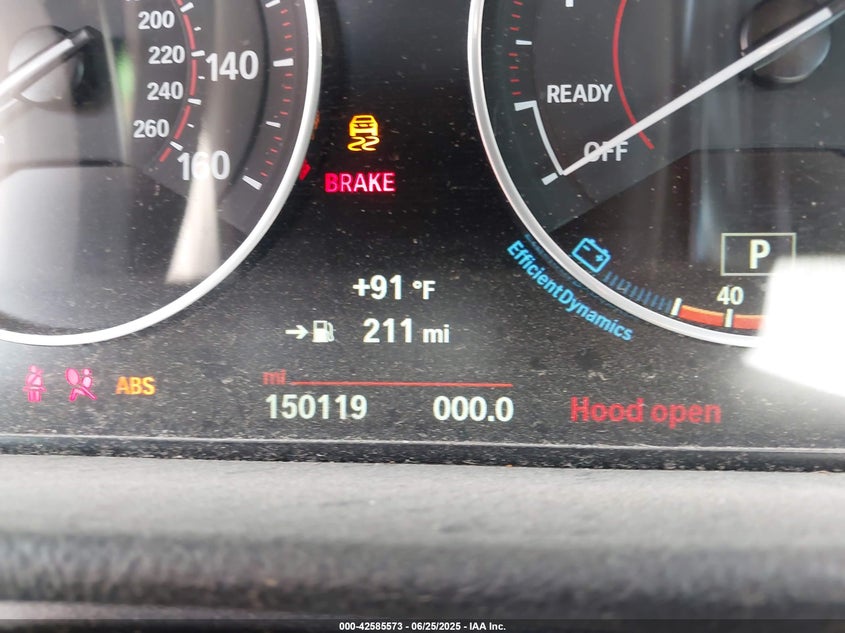 200
220
140
240
260
160
READY
OFF
BRAKE
P
EfficientDynamics
+91 °F
40
211 mi
ABS
mi
150119 000.0 Hood open
000-42585573 / 06/25/2025 - IAA Inc.